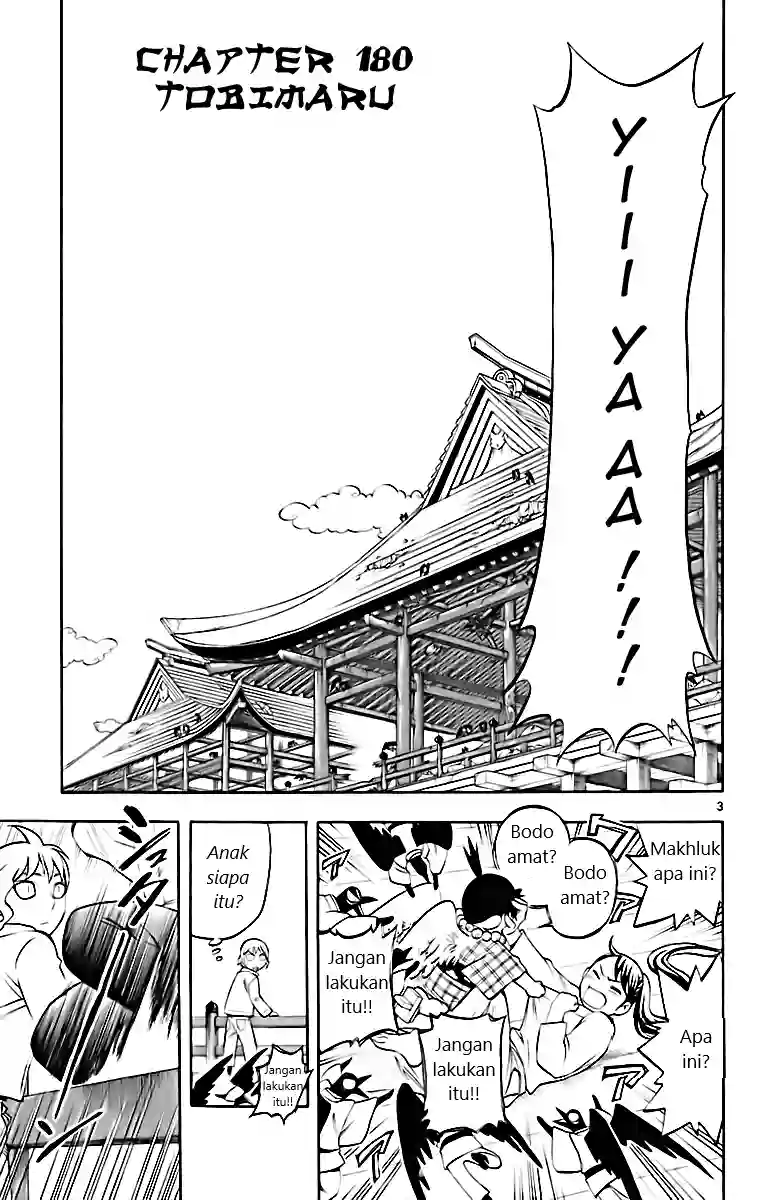 CHAPTER 180
TOBIMARU
YIIIYAAA!!!
3
Makhluk
apa ini?
Bodo
amat?
Bodo
amat?
Apa
ini?
Jangan
lakukan
itu!!
Jangan
lakukan
itu!!
Anak
siapa
itu?
Jangan
lakukan
itu!!